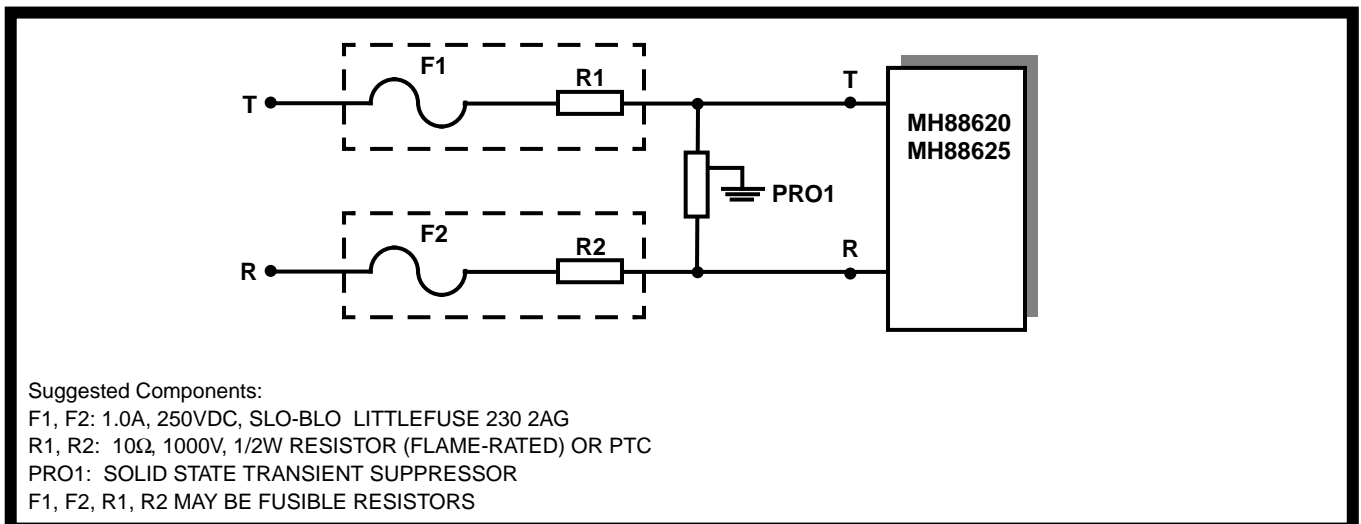 F1
R1
T
T
MH88620
MH88625
PRO1
F2
R2
R
R
Suggested Components:
F1, F2: 1.0A, 250VDC, SLO-BLO LITTLEFUSE 230 2AG
R1, R2: 10Ω, 1000V, 1/2W RESISTOR (FLAME-RATED) OR PTC
PRO1: SOLID STATE TRANSIENT SUPPRESSOR
F1, F2, R1, R2 MAY BE FUSIBLE RESISTORS